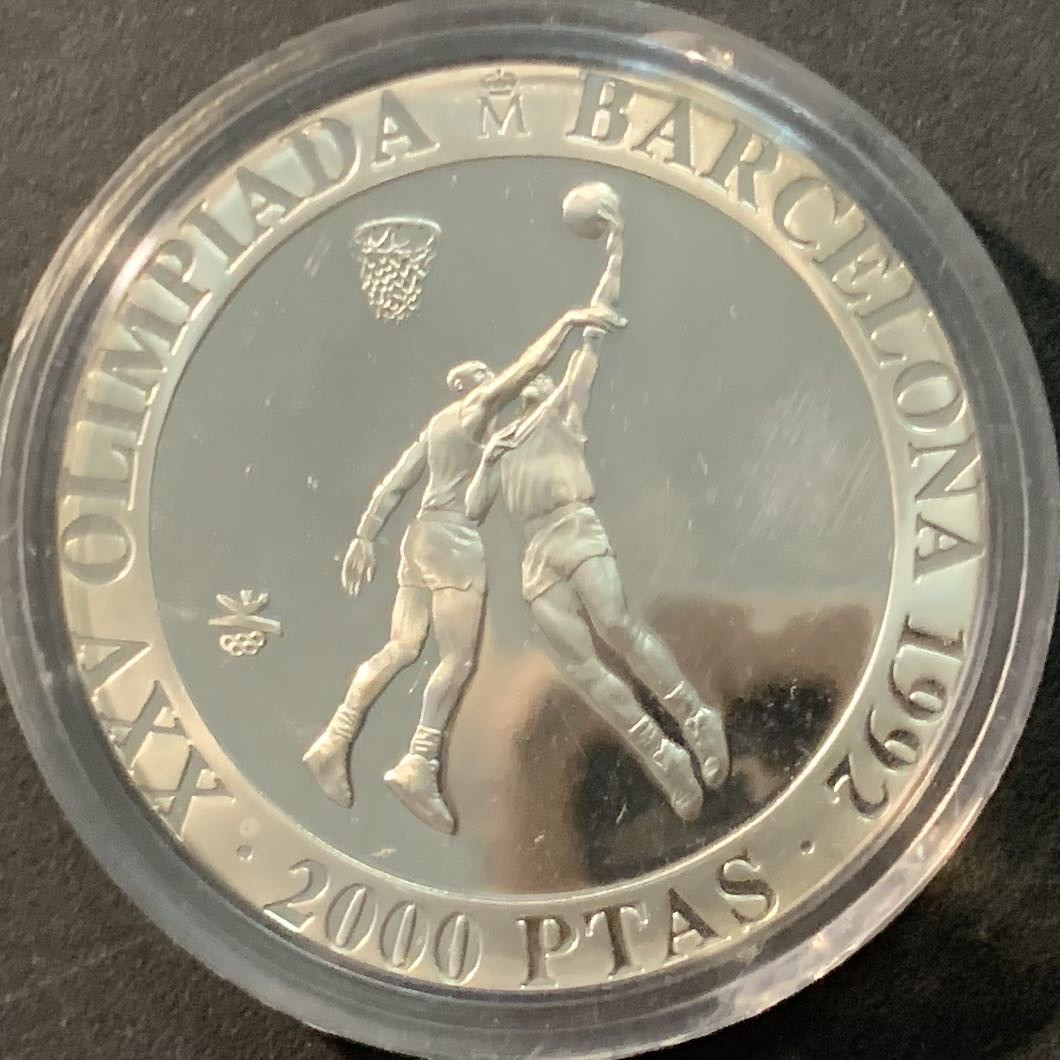 XXV OLIMPIADA M BARCELONA 1992
· 2000 PTAS ·